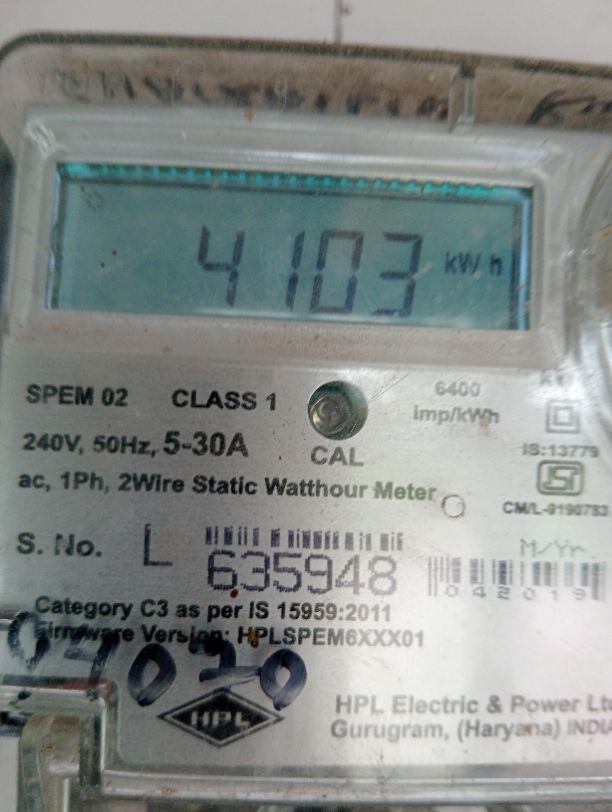 4103 kWh
SPEM 02 CLASS 1
6400
imp/kWh
240V, 50Hz, 5-30A
CAL
IS:13779
ac, 1Ph, 2Wire Static Watthour Meter
CM/L-9190783
S. No. L 635948
M/Yr.
042019
Category C3 as per IS 15959:2011
Firmware Version: HPLSPEM6XXX01
HPL
HPL Electric & Power Ltd
Gurugram, (Haryana) INDIA